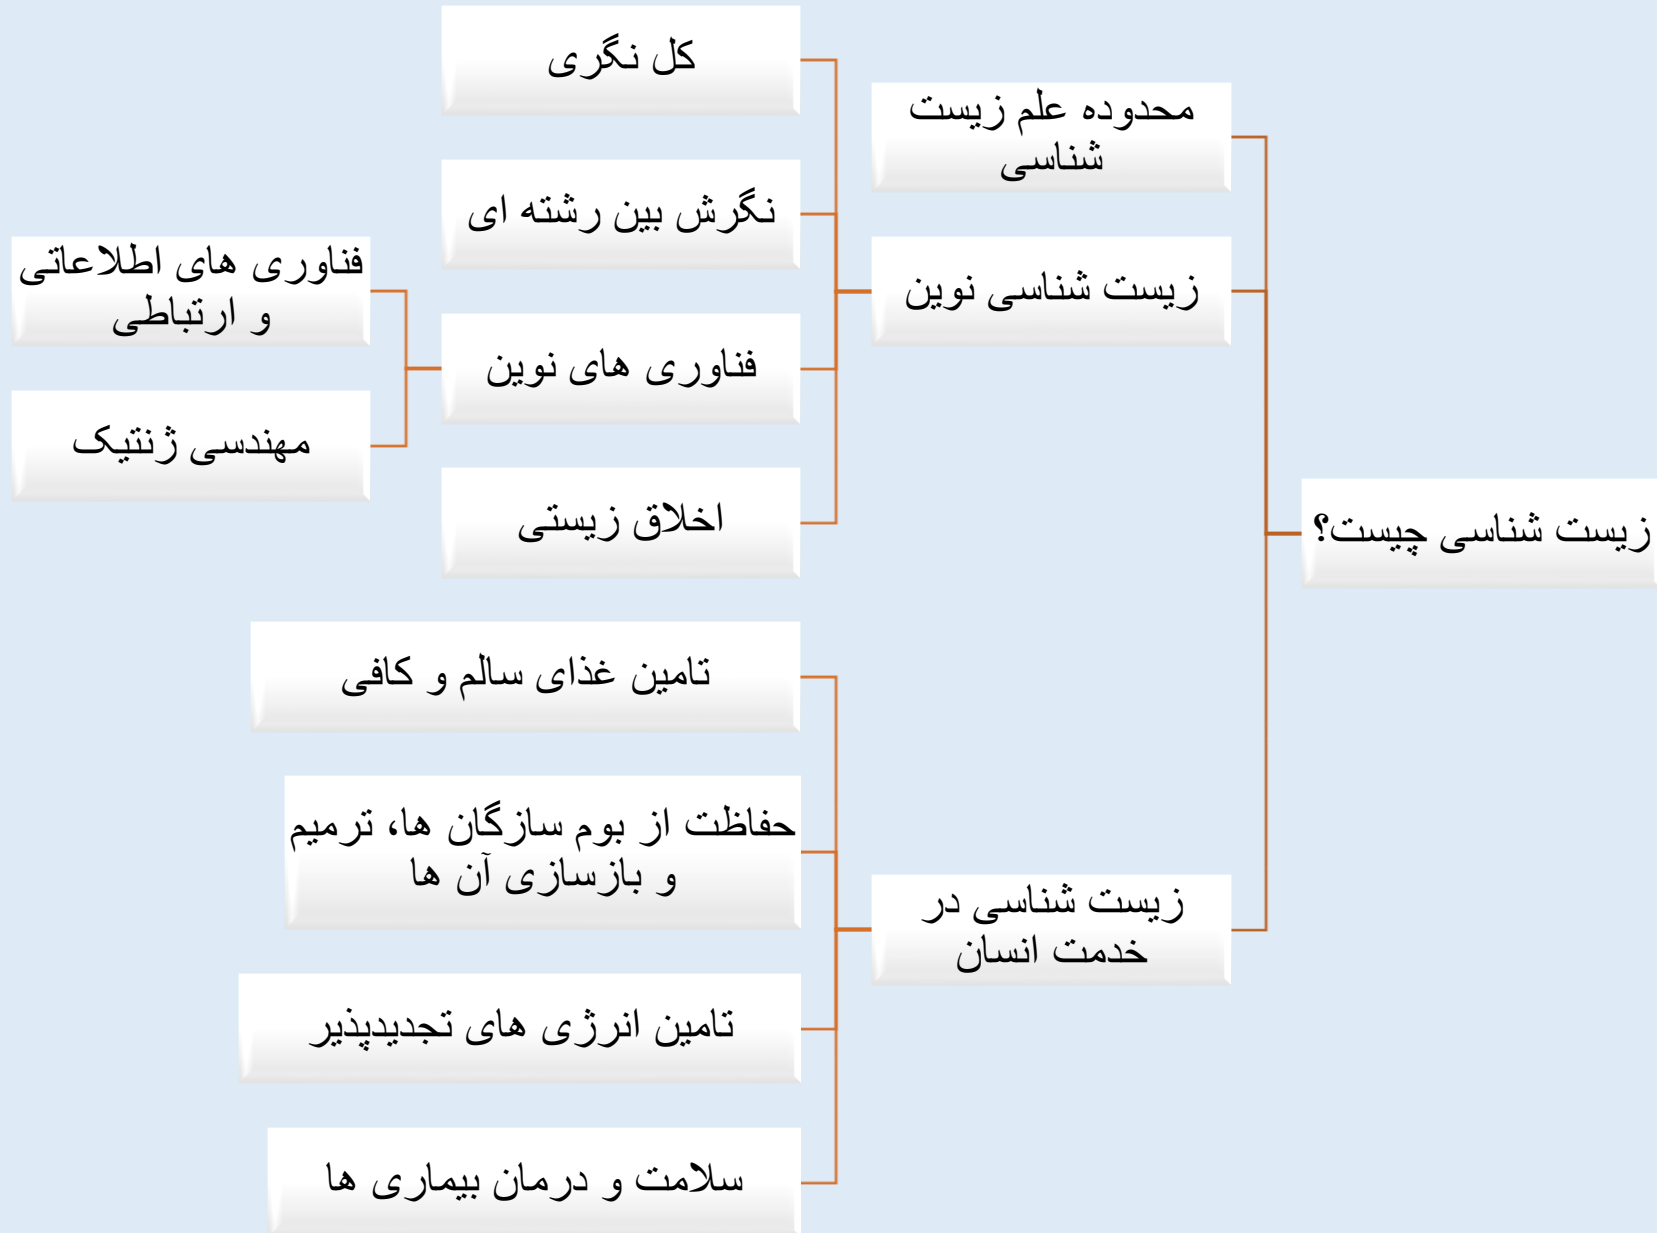 زیست شناسی چیست؟
محدوده علم زیست
شناسی
زیست شناسی نوین
کل نگری
نگرش بین رشته ای
فناوری های نوین
فناوری های اطلاعاتی
و ارتباطی
مهندسی ژنتیک
اخلاق زیستی
زیست شناسی در
خدمت انسان
تامین غذای سالم و کافی
حفاظت از بوم سازگان ها، ترمیم
و بازسازی آن ها
تامین انرژی های تجدیدپذیر
سلامت و درمان بیماری ها